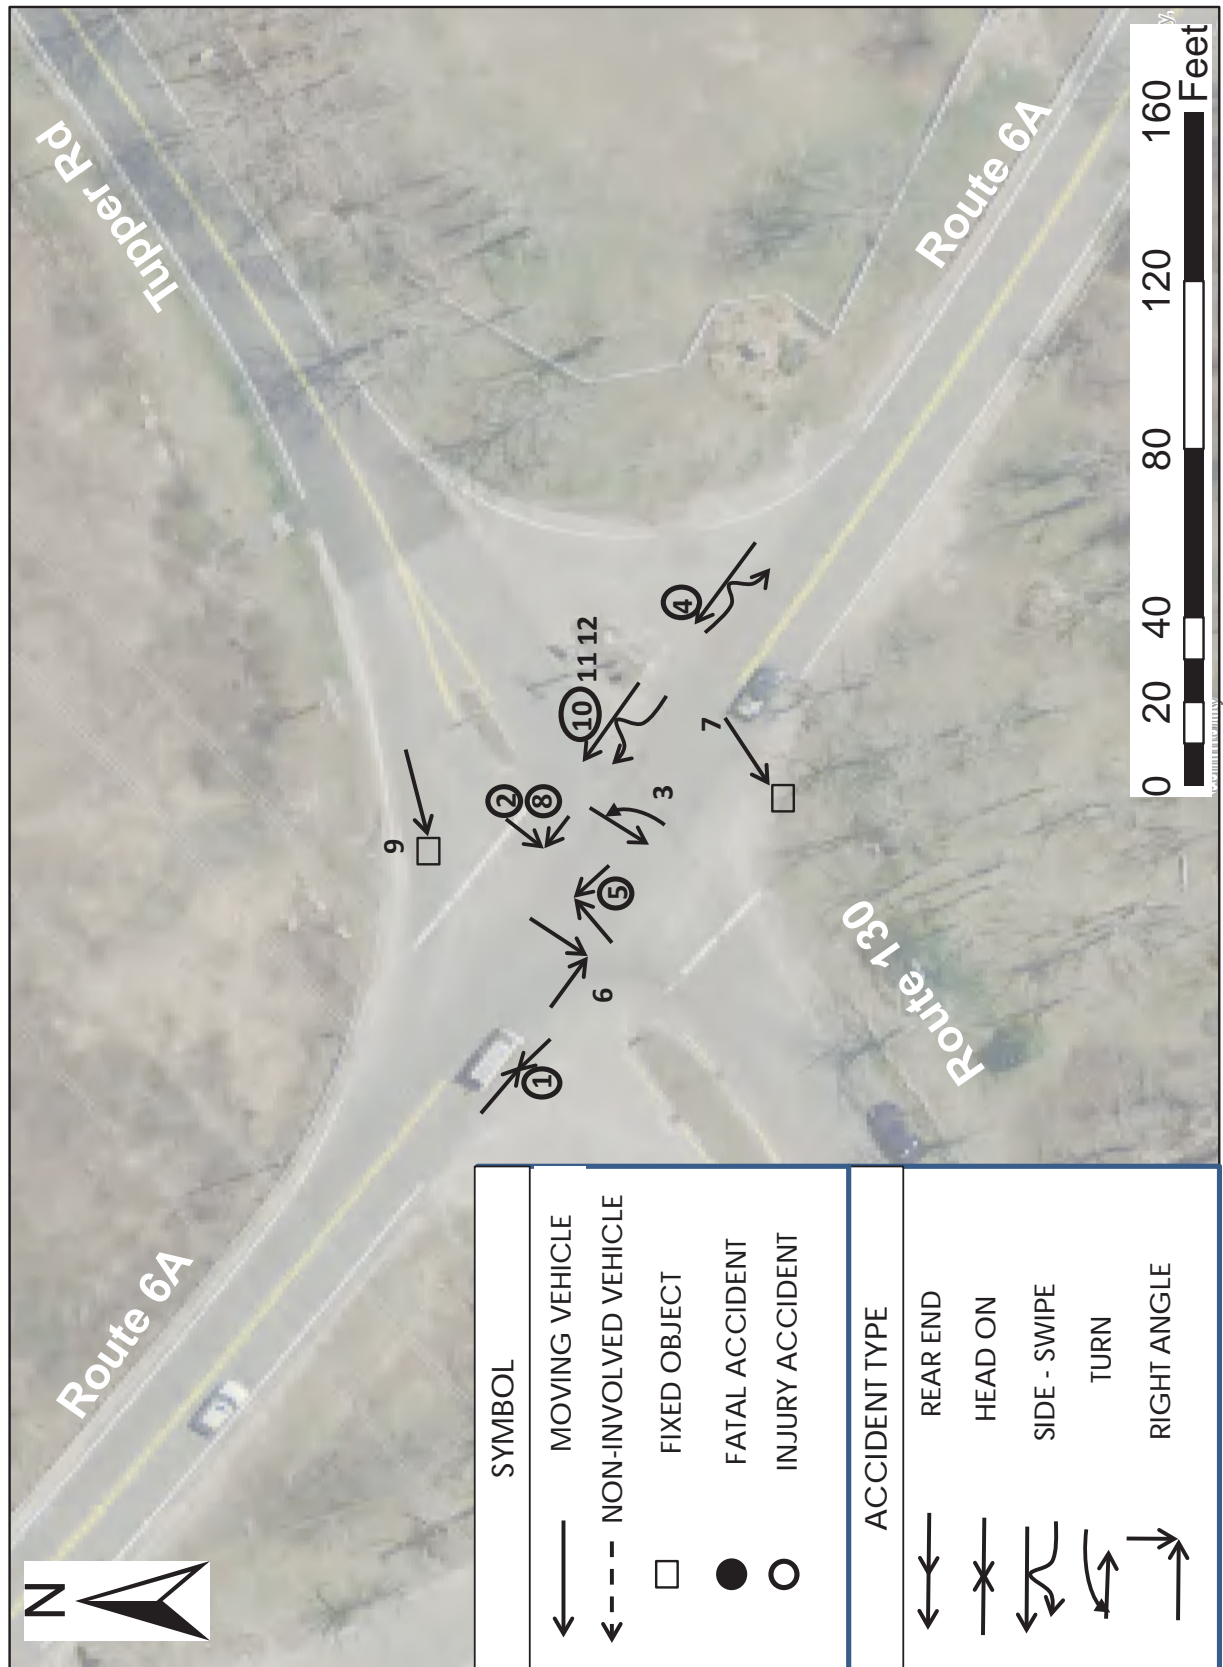 N
Route 6A
Tupper Rd
Route 6A
Route 130
9
2
8
10
11 12
4
3
7
5
6
1
SYMBOL
MOVING VEHICLE
NON-INVOLVED VEHICLE
FIXED OBJECT
FATAL ACCIDENT
INJURY ACCIDENT
ACCIDENT TYPE
REAR END
HEAD ON
SIDE - SWIPE
TURN
RIGHT ANGLE
0 20 40 80 120 160
Feet